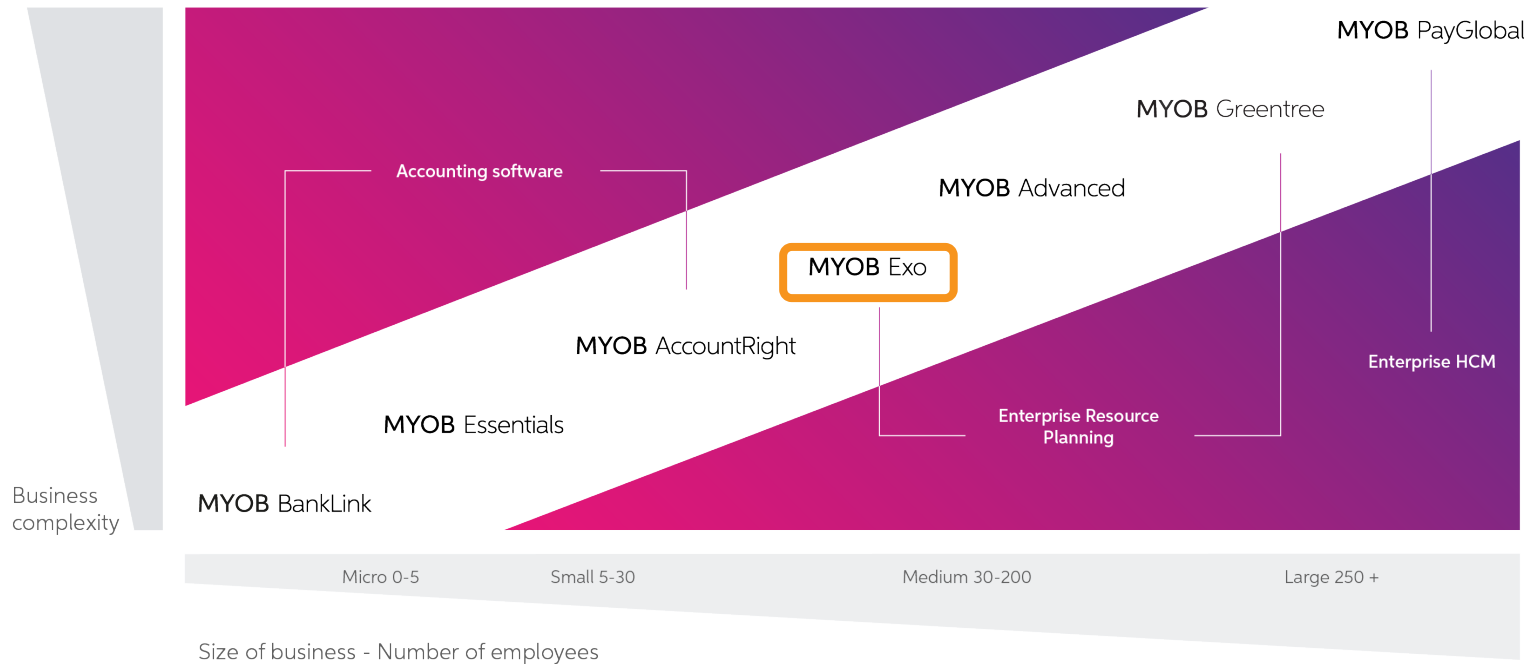 MYOB PayGlobal
MYOB Greentree
Accounting software
MYOB Advanced
MYOB Exo
MYOB AccountRight
Enterprise HCM
MYOB Essentials
Enterprise Resource
Planning
Business
complexity
MYOB BankLink
Micro 0-5
Small 5-30
Medium 30-200
Large 250 +
Size of business - Number of employees